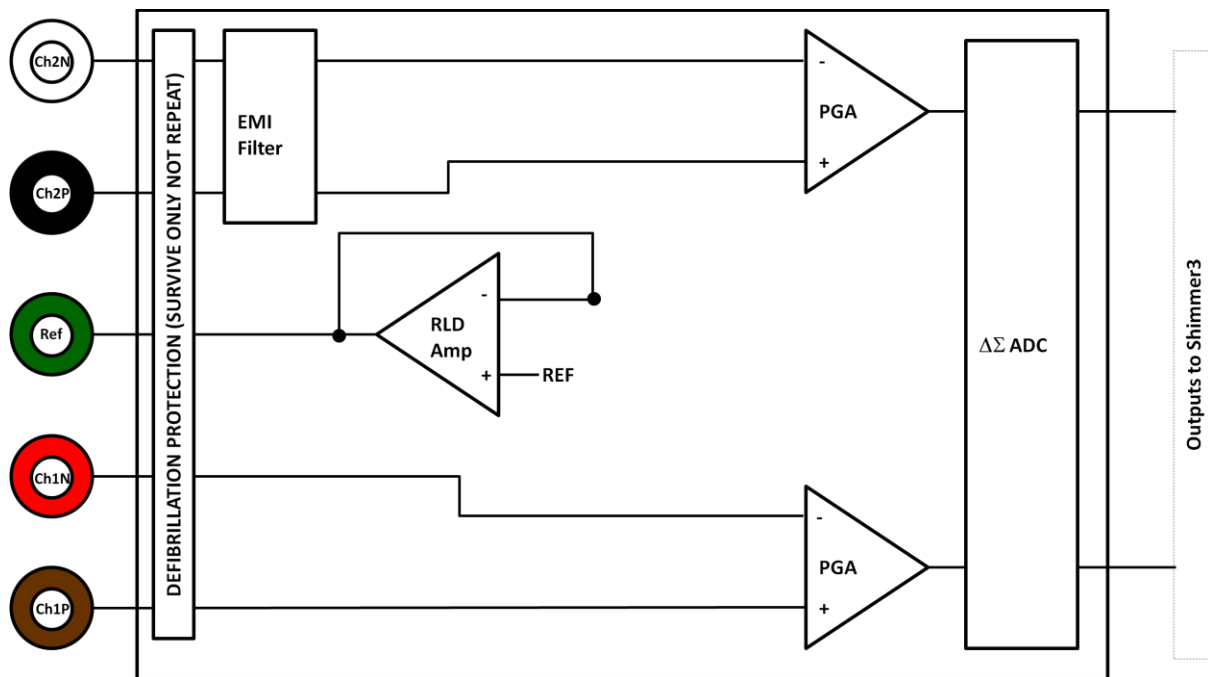 Ch2N
Ch2P
Ref
Ch1N
Ch1P
DEFIBRILLATION PROTECTION (SURVIVE ONLY NOT REPEAT)
EMI
Filter
-
PGA
+
-
RLD
Amp
+
REF
-
PGA
+
ΔΣ ADC
Outputs to Shimmer3